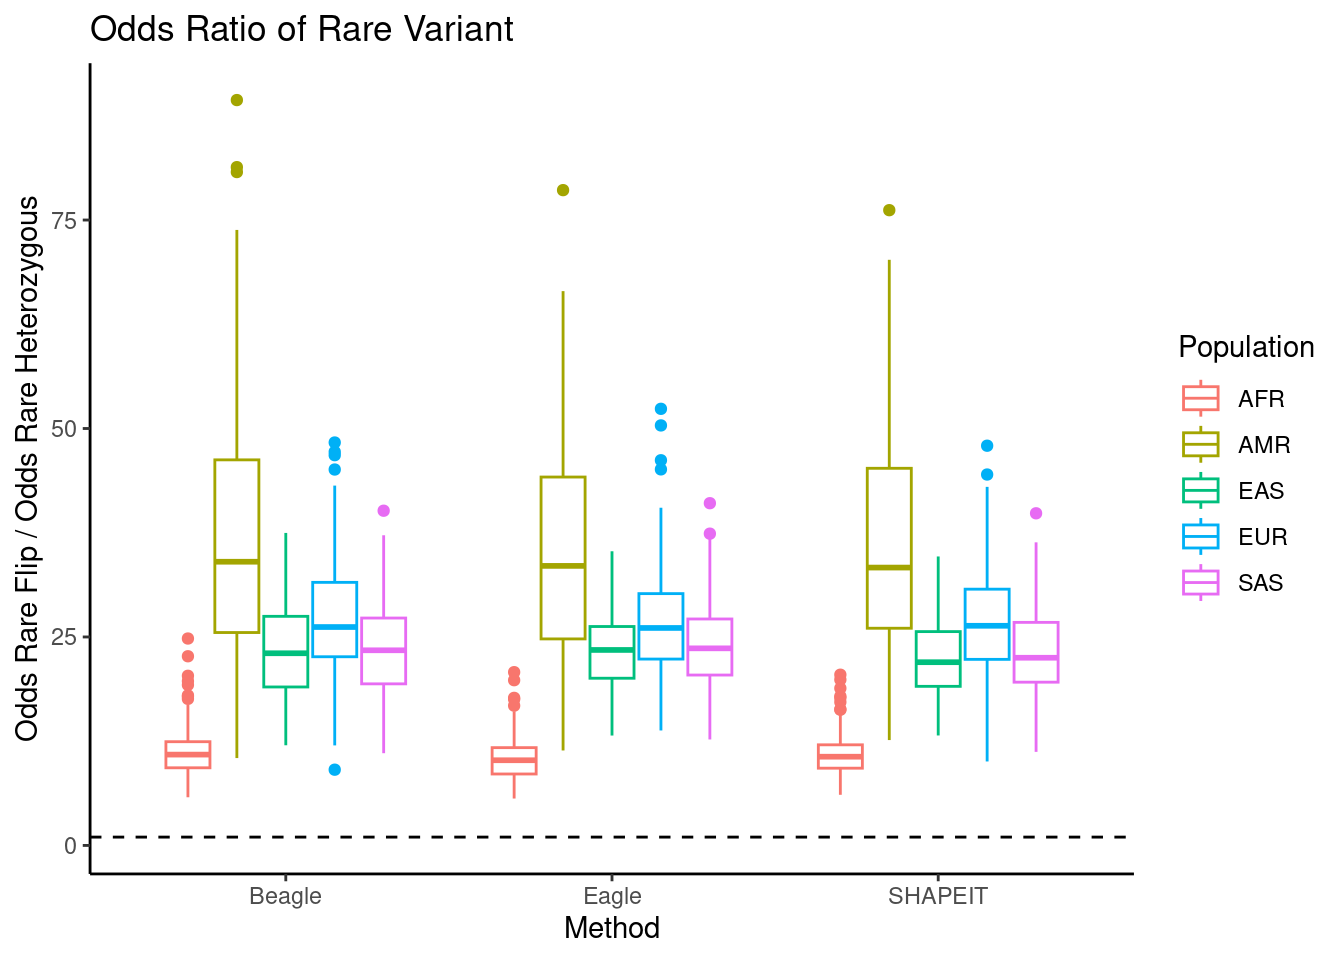 Odds Ratio of Rare Variant
Odds Rare Flip / Odds Rare Heterozygous
75
50
25
0
Beagle
Eagle
SHAPEIT
Method
Population
AFR
AMR
EAS
EUR
SAS